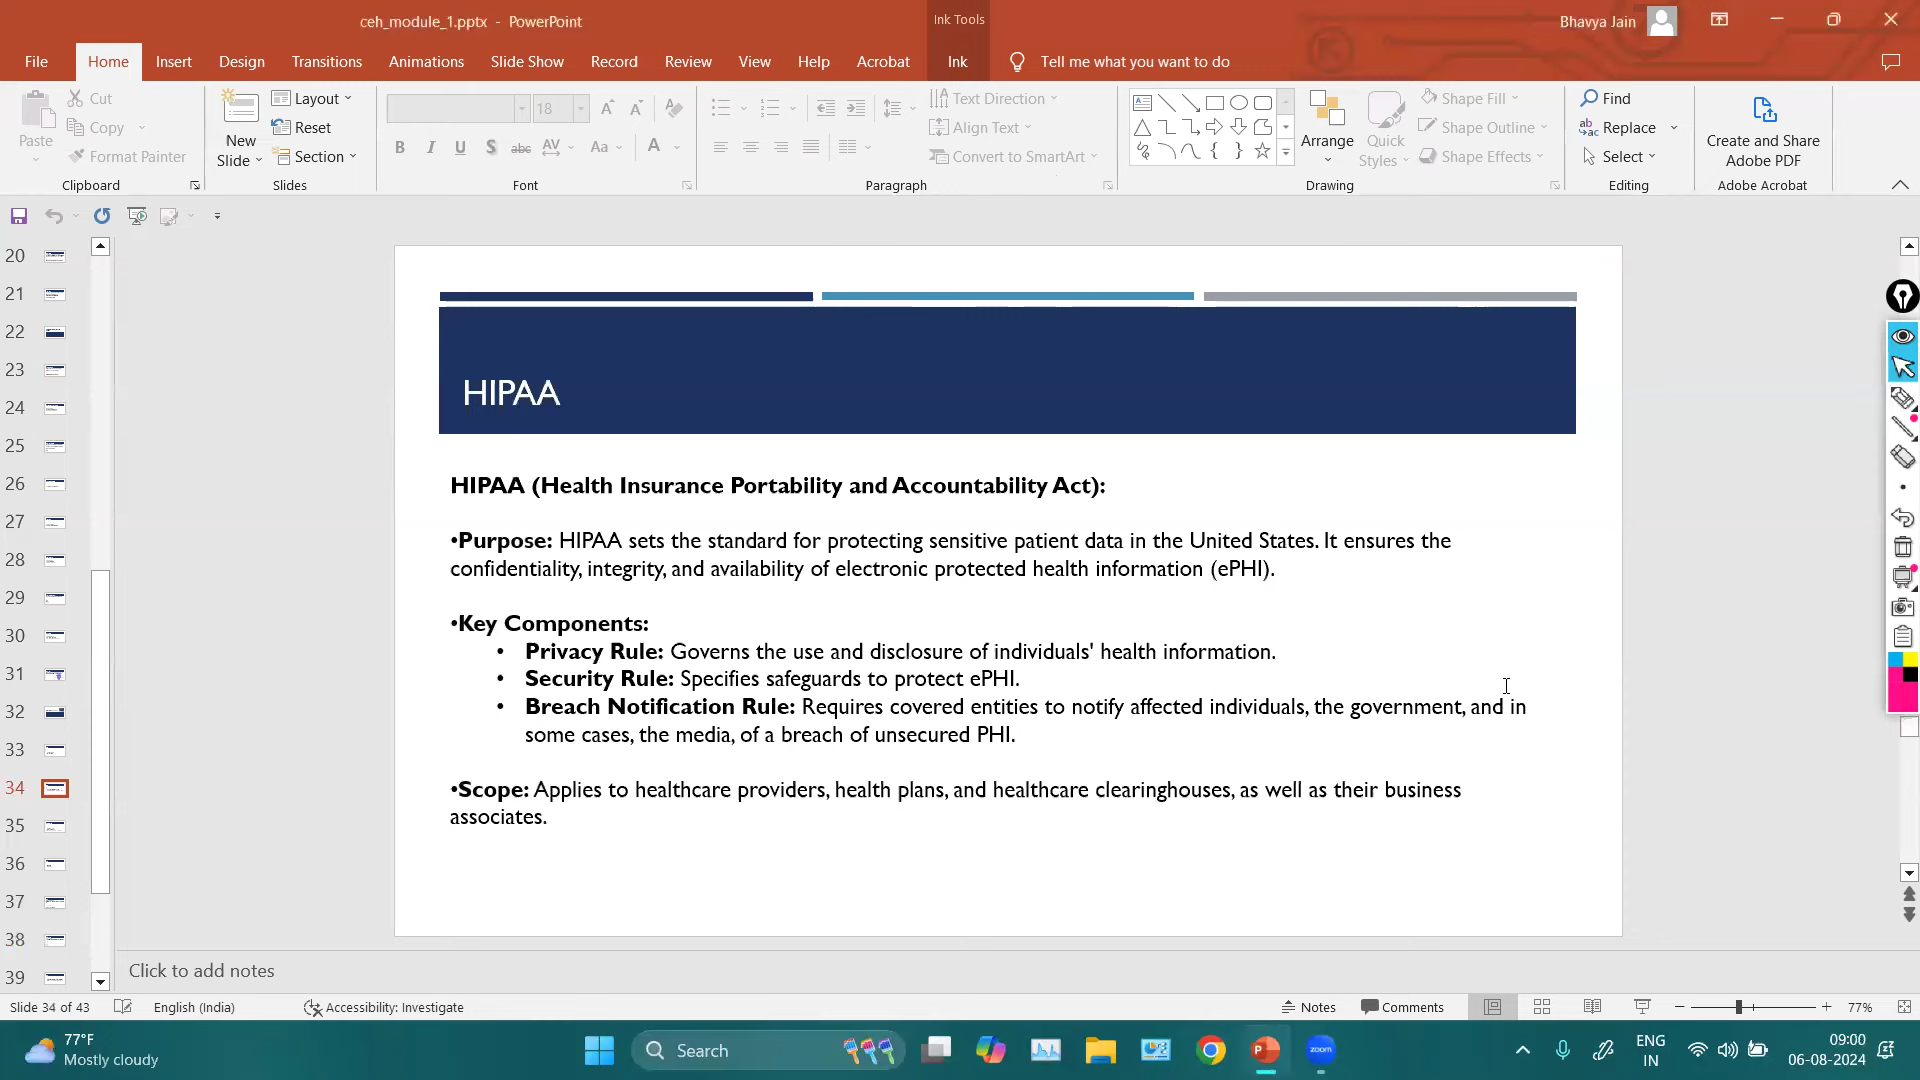 ceh_module_1.pptx - PowerPoint
Ink Tools
Bhavya Jain
File Home Insert Design Transitions Animations Slide Show Record Review View Help Acrobat Ink Tell me what you want to do
Paste
Cut
Copy
Format Painter
Clipboard
New Slide
Layout
Reset
Section
Slides
18
Font
Text Direction
Align Text
Convert to SmartArt
Paragraph
Arrange
Quick Styles
Shape Fill
Shape Outline
Shape Effects
Drawing
Find
Replace
Select
Editing
Create and Share Adobe PDF
Adobe Acrobat
20
21
22
23
24
25
26
27
28
29
30
31
32
33
34
35
36
37
38
39
HIPAA
HIPAA (Health Insurance Portability and Accountability Act):
•Purpose: HIPAA sets the standard for protecting sensitive patient data in the United States. It ensures the
confidentiality, integrity, and availability of electronic protected health information (ePHI).
•Key Components:
• Privacy Rule: Governs the use and disclosure of individuals' health information.
• Security Rule: Specifies safeguards to protect ePHI.
• Breach Notification Rule: Requires covered entities to notify affected individuals, the government, and in
some cases, the media, of a breach of unsecured PHI.
•Scope: Applies to healthcare providers, health plans, and healthcare clearinghouses, as well as their business
associates.
Click to add notes
Slide 34 of 43 English (India) Accessibility: Investigate Notes Comments 77%
77°F
Mostly cloudy
Search
zoom
ENG
IN
09:00
06-08-2024